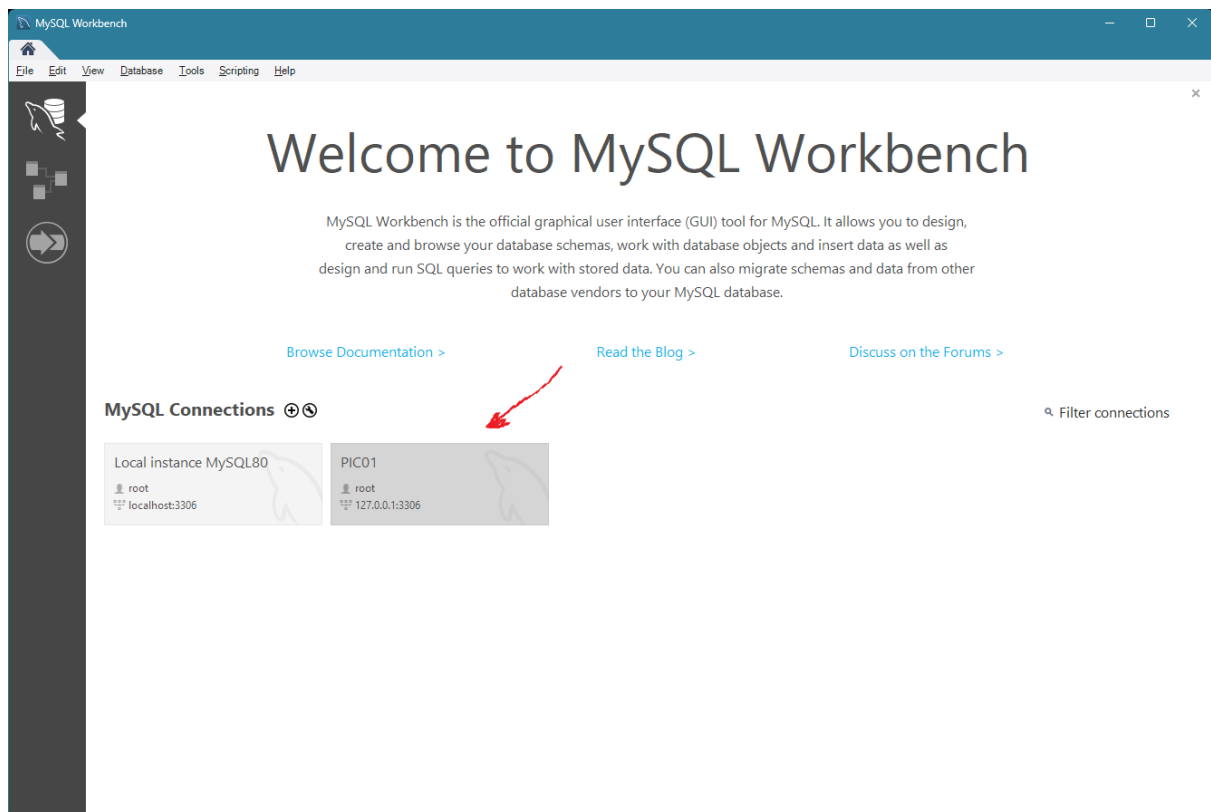 MySQL Workbench
File Edit View Database Tools Scripting Help
Welcome to MySQL Workbench
MySQL Workbench is the official graphical user interface (GUI) tool for MySQL. It allows you to design,
create and browse your database schemas, work with database objects and insert data as well as
design and run SQL queries to work with stored data. You can also migrate schemas and data from other
database vendors to your MySQL database.
Browse Documentation > Read the Blog > Discuss on the Forums >
MySQL Connections Filter connections
Local instance MySQL80
root
localhost:3306
PIC01
root
127.0.0.1:3306